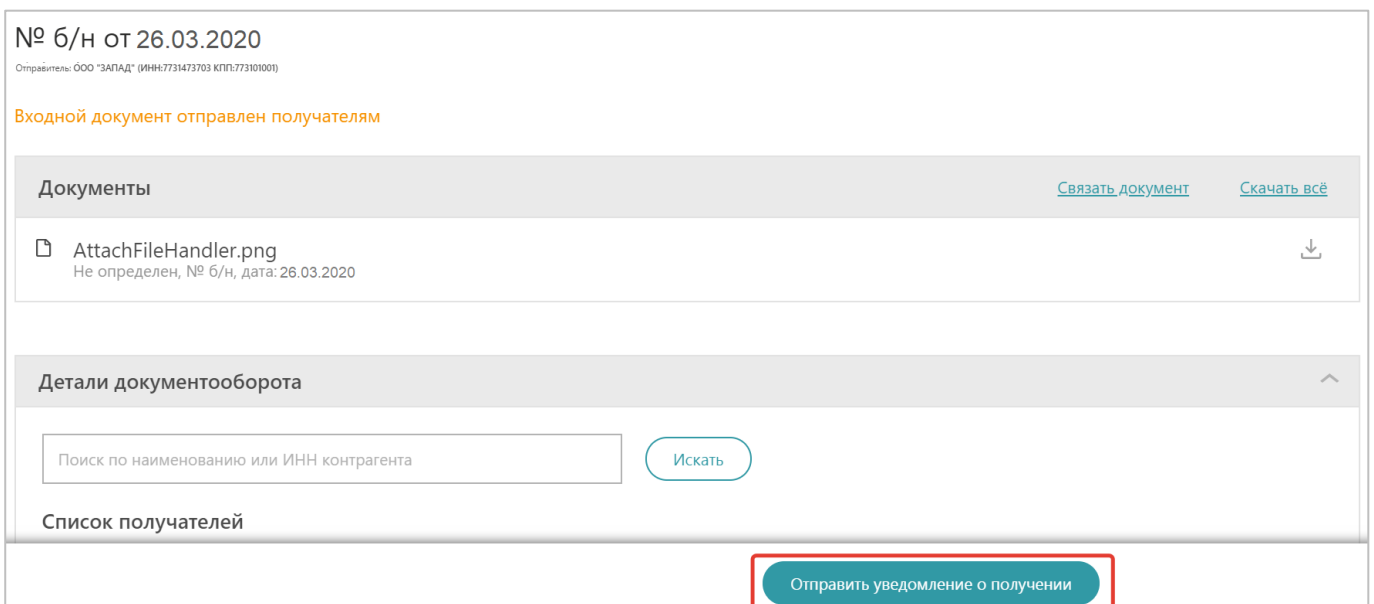 № б/н от 26.03.2020
Отправитель: ООО "ЗАПАД" (ИНН:7731473703 КПП:773101001)
Входной документ отправлен получателям
Документы Связать документ Скачать всё
AttachFileHandler.png
Не определен, № б/н, дата: 26.03.2020
Детали документооборота
Поиск по наименованию или ИНН контрагента Искать
Список получателей
Отправить уведомление о получении